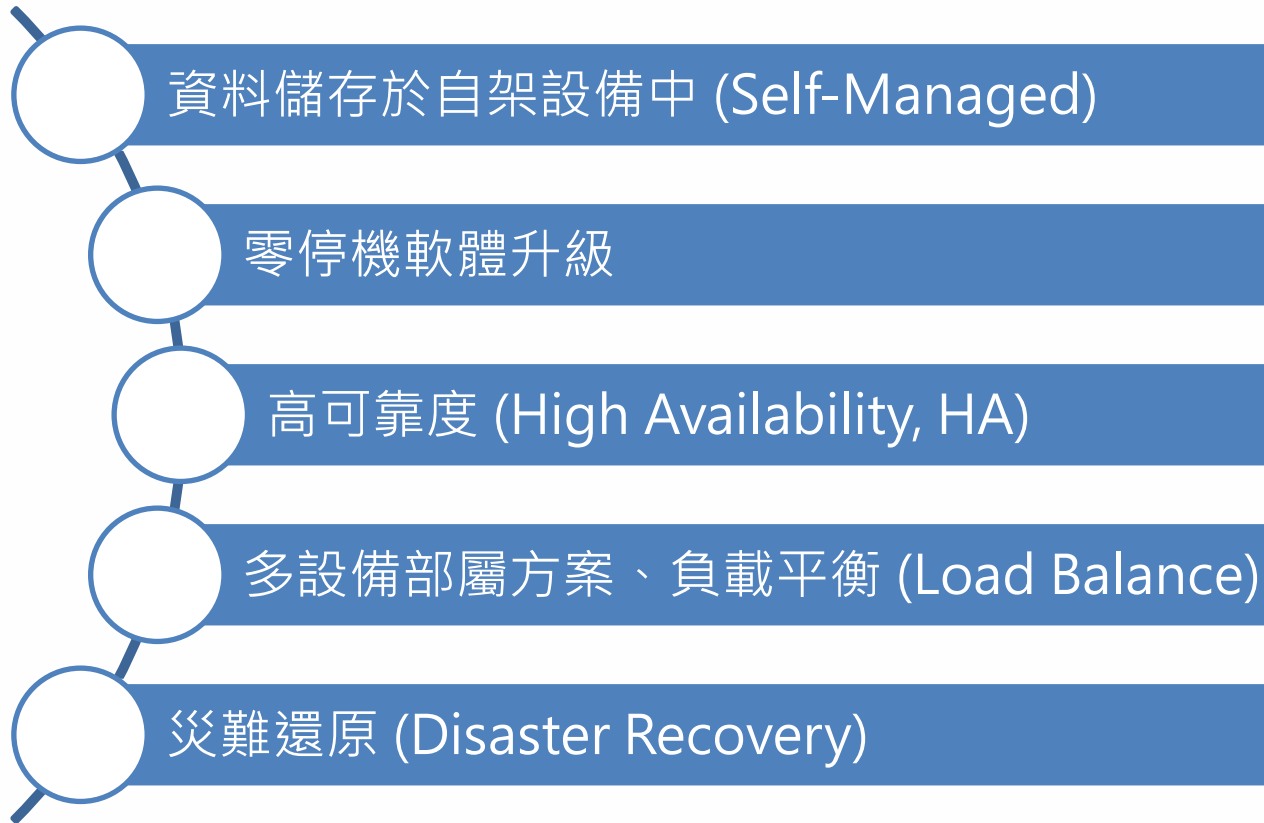 資料儲存於自架設備中 (Self-Managed)
零停機軟體升級
高可靠度 (High Availability, HA)
多設備部屬方案、負載平衡 (Load Balance)
災難還原 (Disaster Recovery)